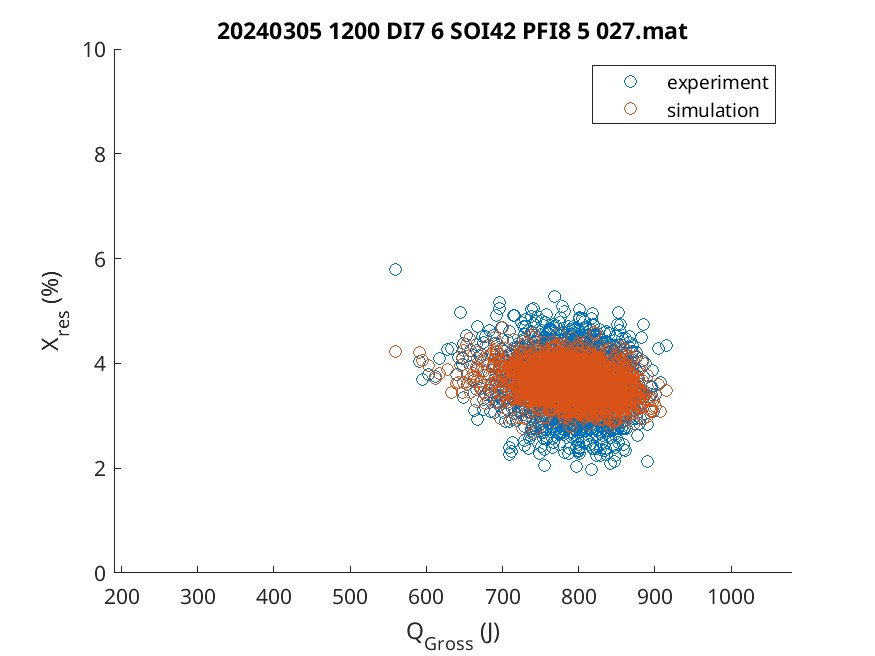 20240305 1200 DI7 6 SOI42 PFI8 5 027.mat
experiment
simulation
10
8
6
4
2
0
X_res (%)
200 300 400 500 600 700 800 900 1000
Q_Gross (J)